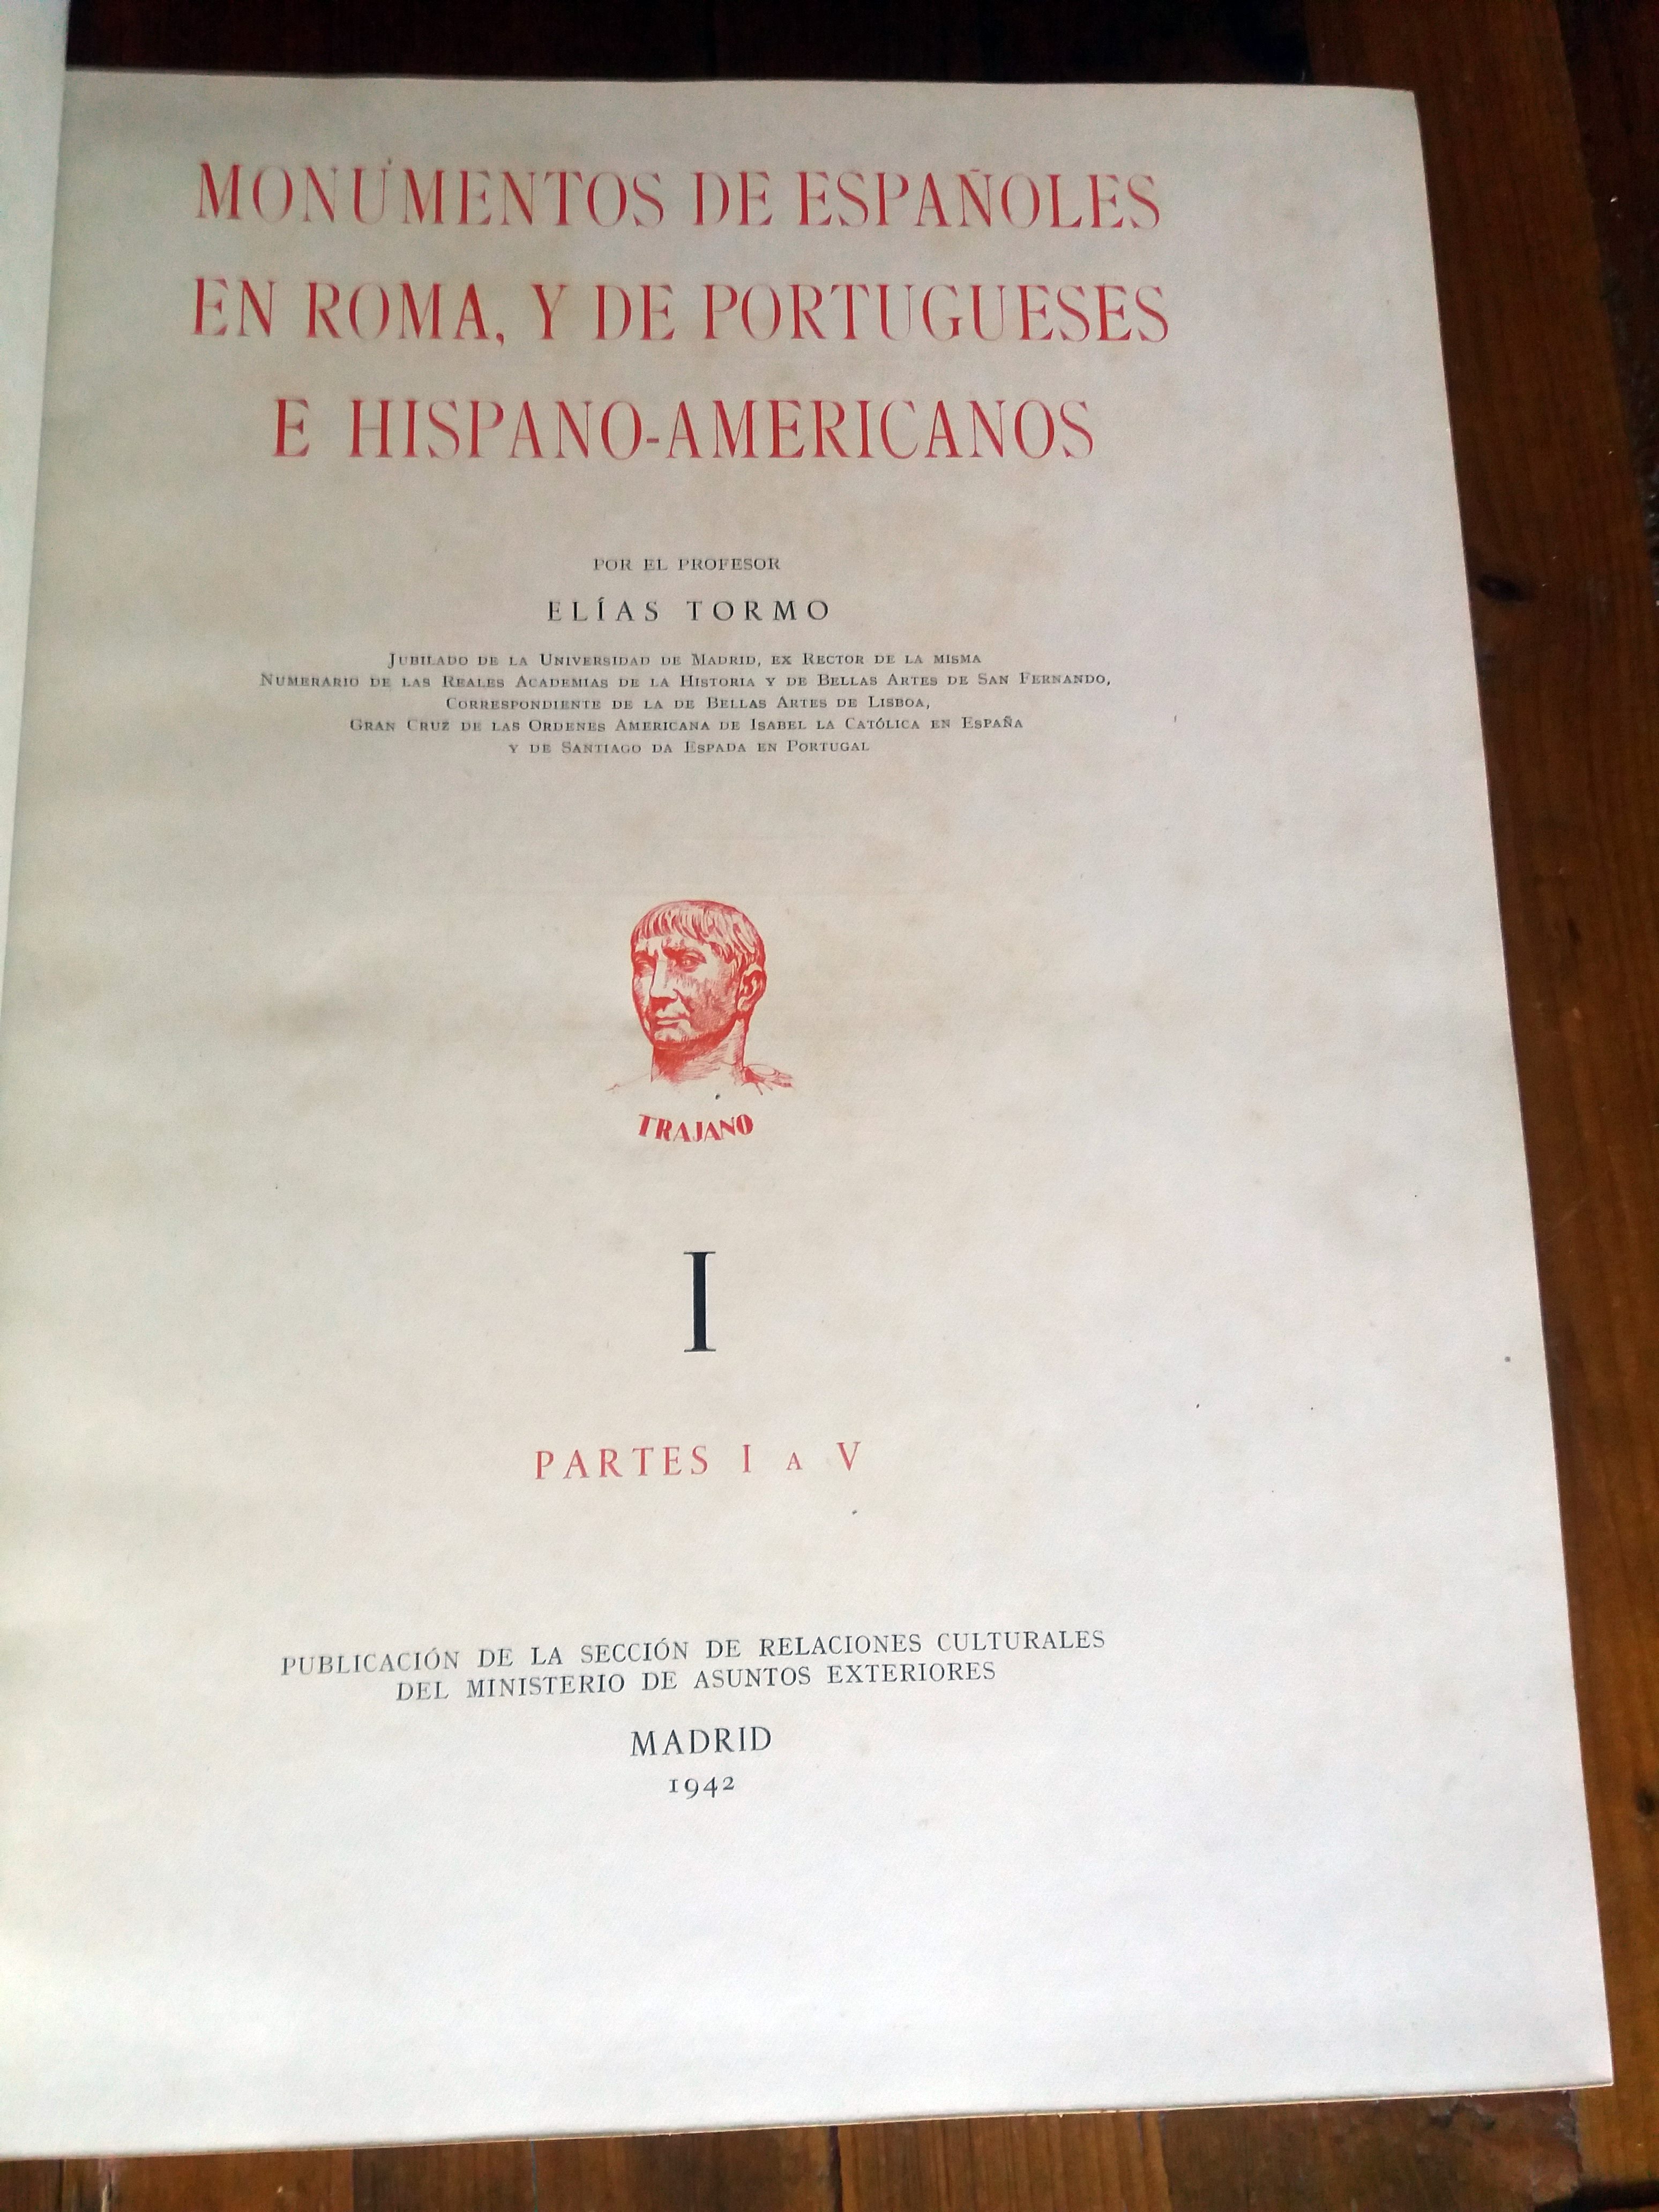 MONUMENTOS DE ESPAÑOLES
EN ROMA, Y DE PORTUGUESES
E HISPANO-AMERICANOS
POR EL PROFESOR
ELÍAS TORMO
JUBILADO DE LA UNIVERSIDAD DE MADRID, EX RECTOR DE LA MISMA
NUMERARIO DE LAS REALES ACADEMIAS DE LA HISTORIA Y DE BELLAS ARTES DE SAN FERNANDO,
CORRESPONDIENTE DE LA DE BELLAS ARTES DE LISBOA,
GRAN CRUZ DE LAS ORDENES AMERICANA DE ISABEL LA CATÓLICA EN ESPAÑA
Y DE SANTIAGO DA ESPADA EN PORTUGAL
TRAJANO
I
PARTES I A V
PUBLICACIÓN DE LA SECCIÓN DE RELACIONES CULTURALES
DEL MINISTERIO DE ASUNTOS EXTERIORES
MADRID
1942